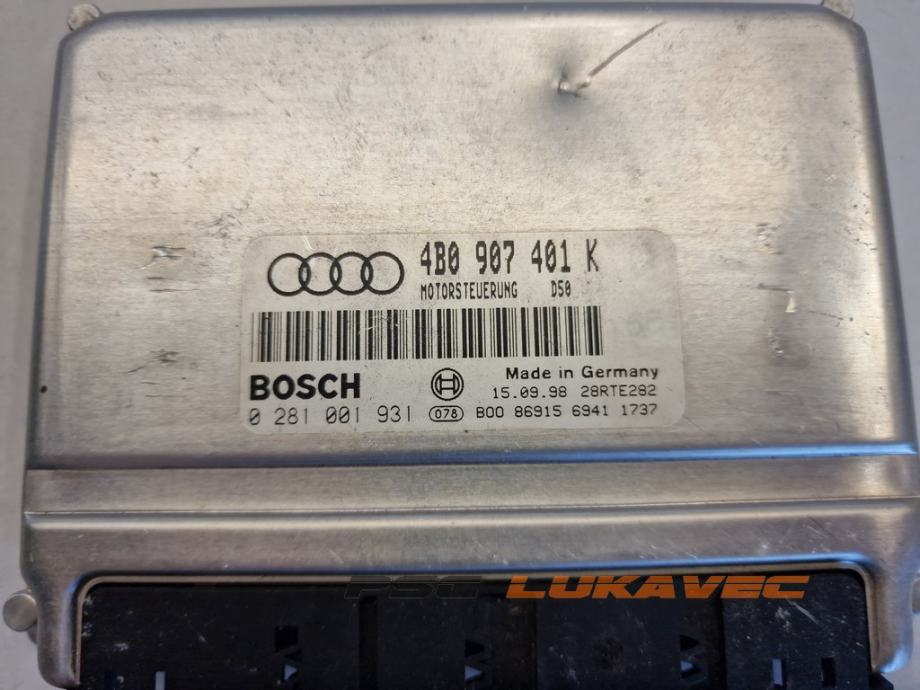 4B0 907 401 K
MOTORSTEUERUNG D50
BOSCH
Made in Germany
15.09.98 28RTE282
0 281 001 931 078 B00 86915 6941 1737
PSG LUKAVEC